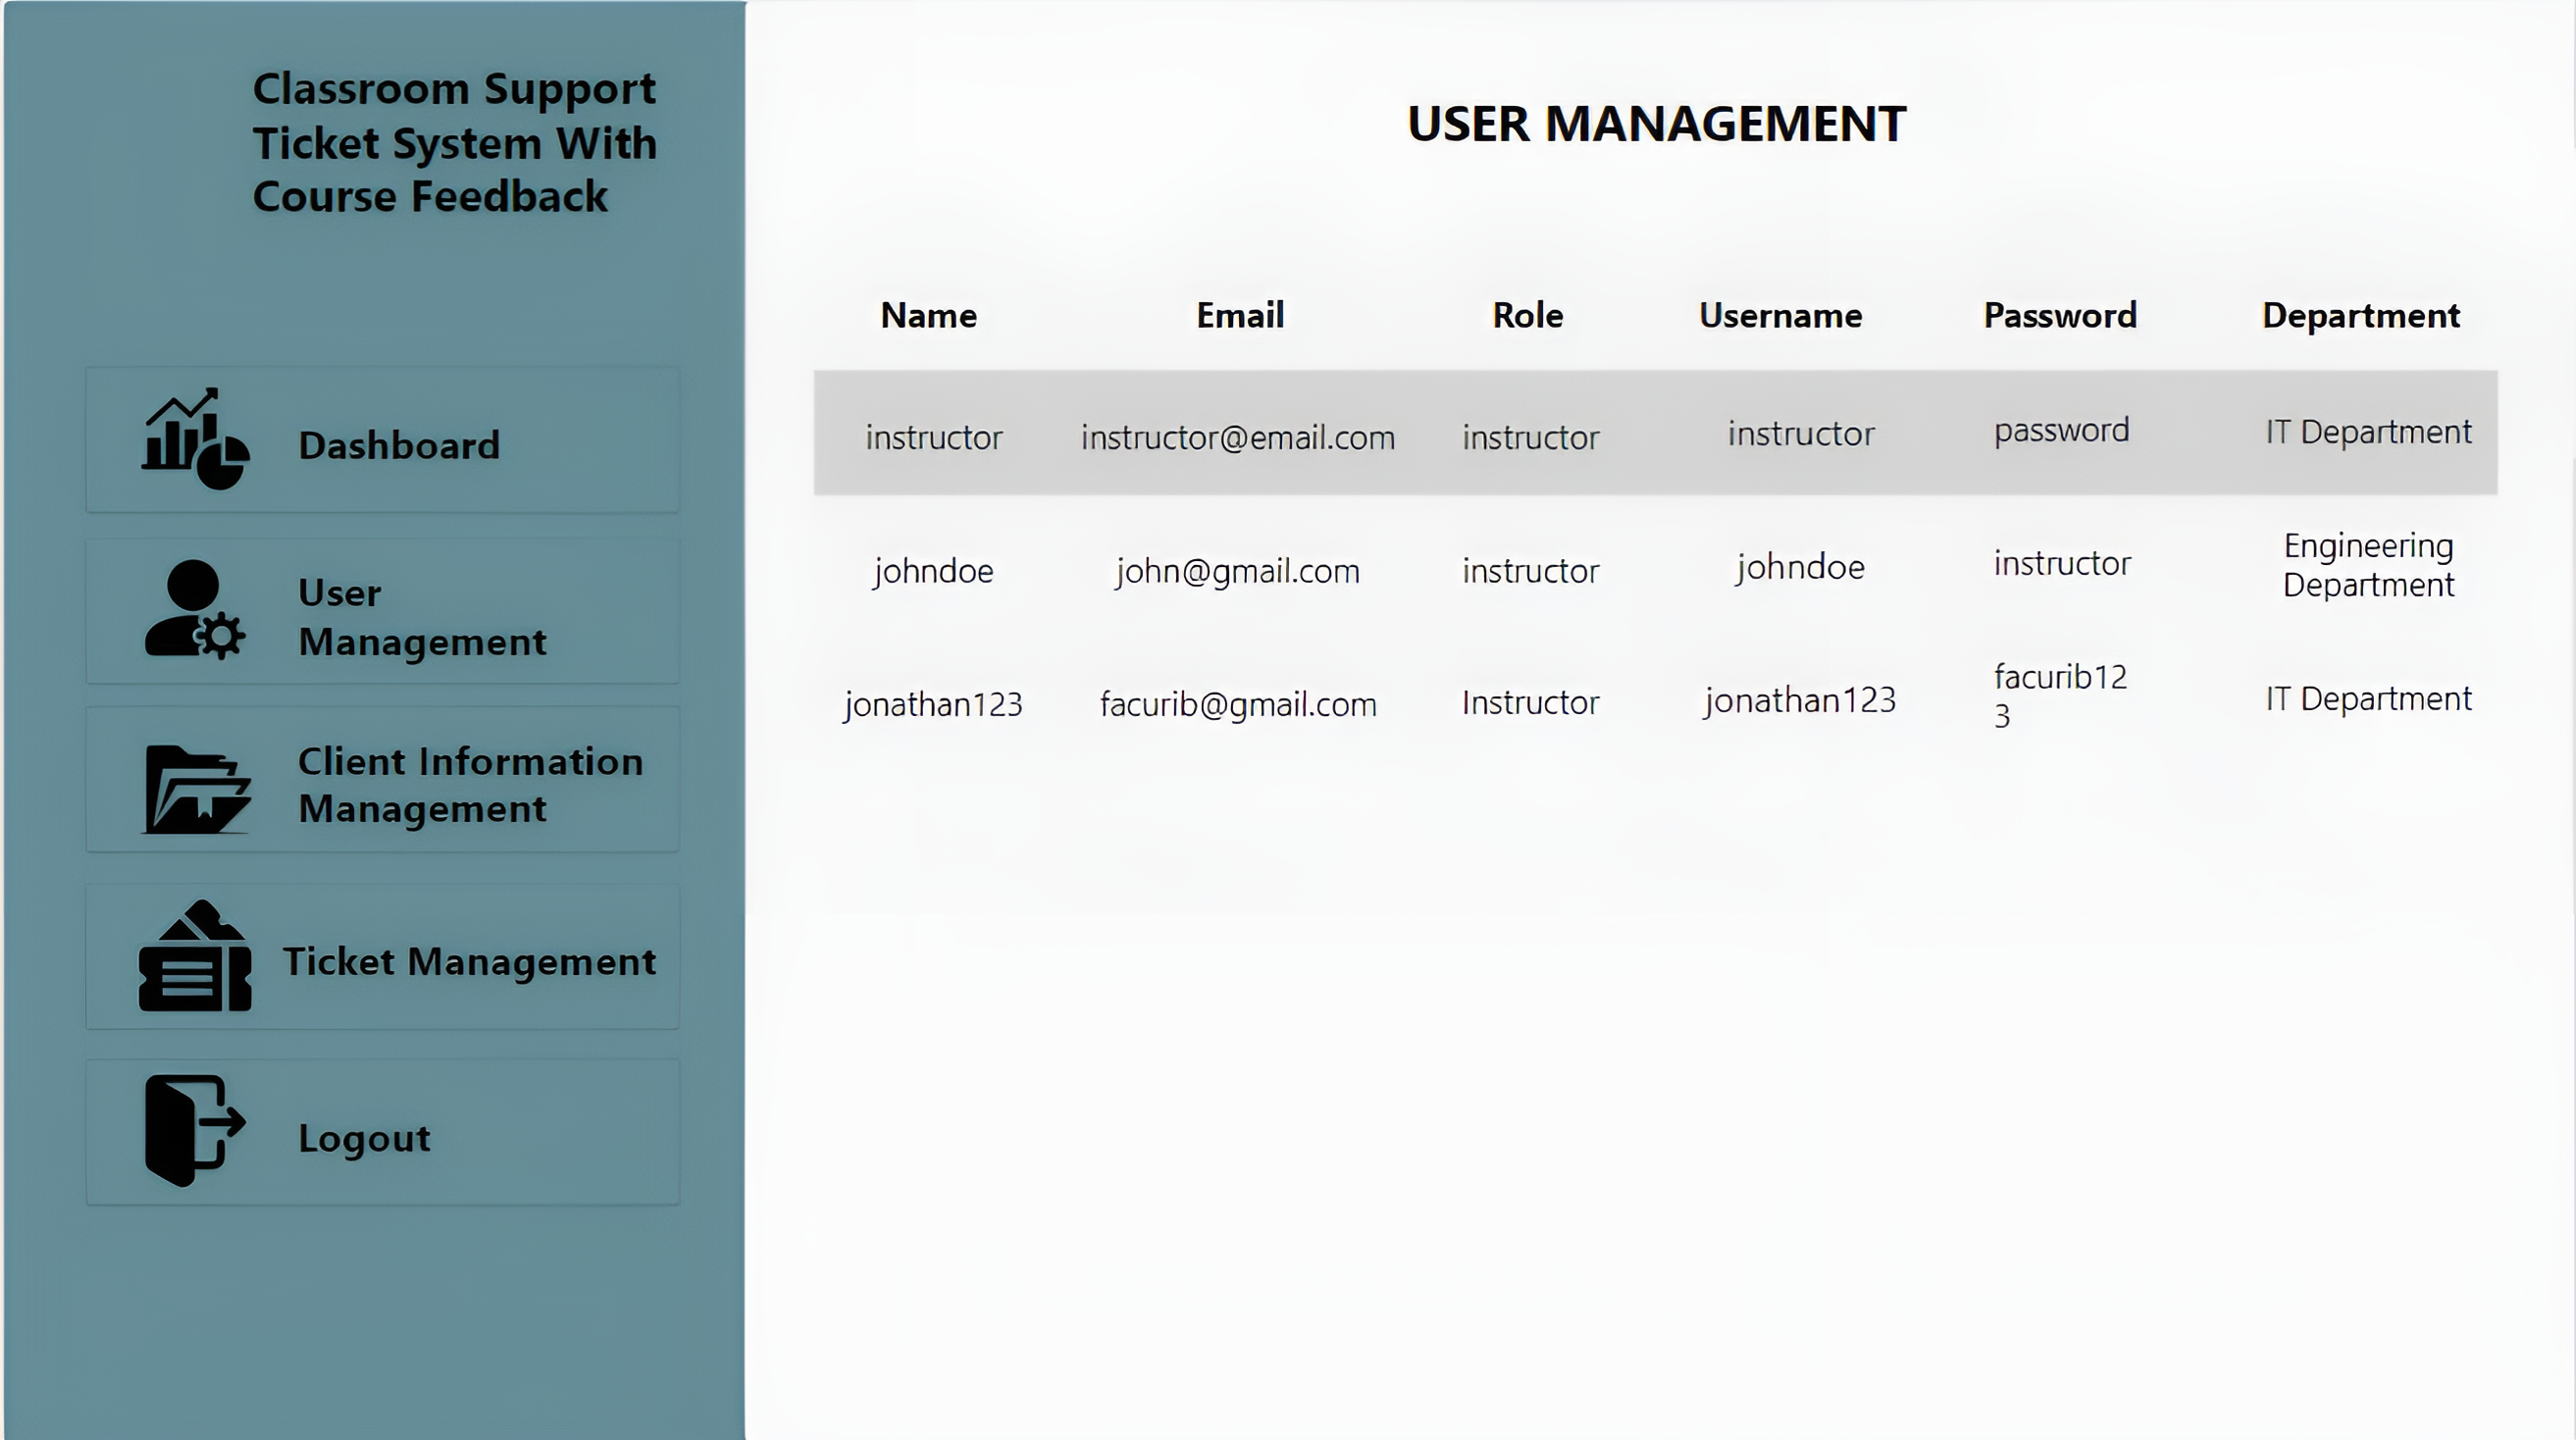 Classroom Support
Ticket System With
Course Feedback
Dashboard
User
Management
Client Information
Management
Ticket Management
Logout
USER MANAGEMENT
Name Email Role Username Password Department
instructor instructor@email.com instructor instructor password IT Department
johndoe john@gmail.com instructor johndoe instructor Engineering
Department
jonathan123 facurib@gmail.com Instructor jonathan123 facurib12 IT Department
3